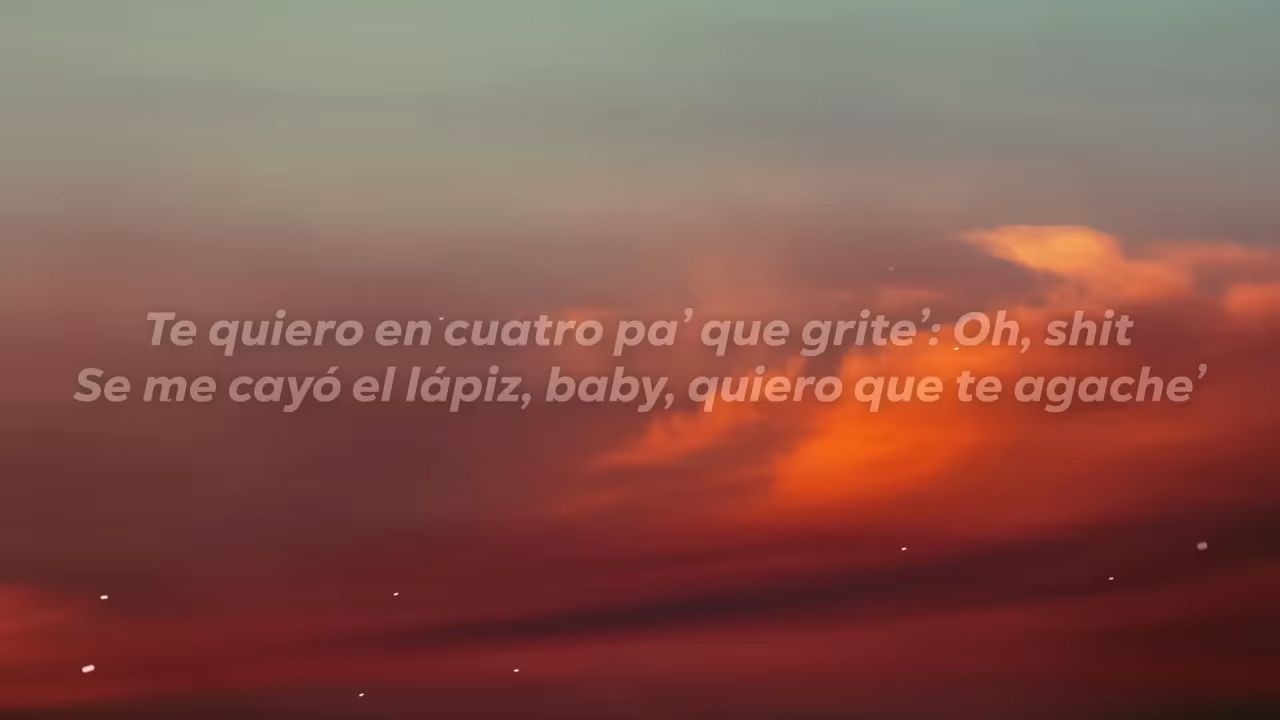 Te quiero en cuatro pa’ que grite’: Oh, shit
Se me cayó el lápiz, baby, quiero que te agache’